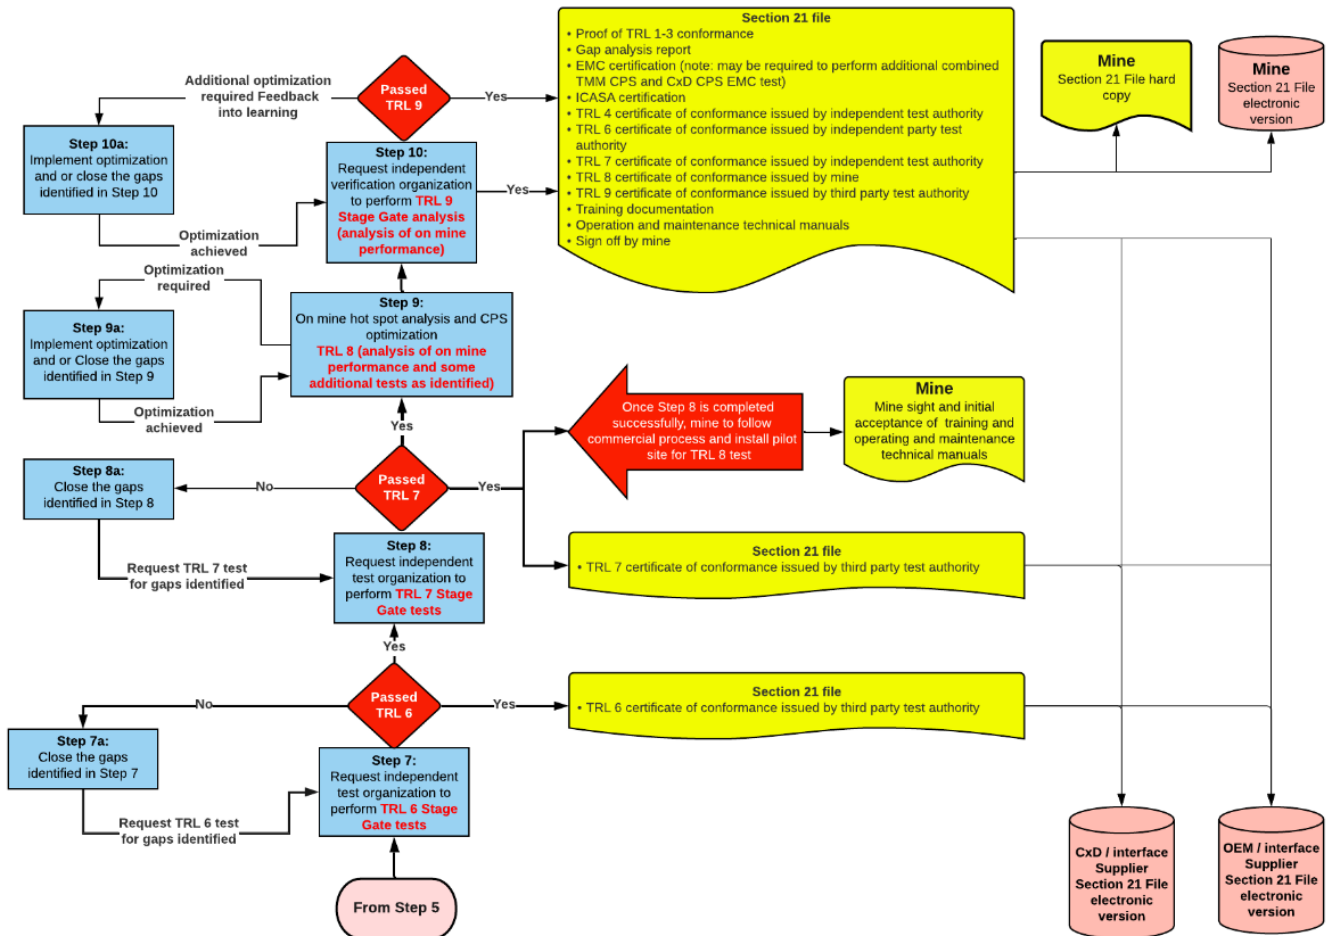 Section 21 file
• Proof of TRL 1-3 conformance
• Gap analysis report
• EMC certification (note: may be required to perform additional combined
TMM CPS and CxD CPS EMC test)
• ICASA certification
• TRL 4 certificate of conformance issued by independent test authority
• TRL 6 certificate of conformance issued by independent party test
authority
• TRL 7 certificate of conformance issued by independent test authority
• TRL 8 certificate of conformance issued by mine
• TRL 9 certificate of conformance issued by third party test authority
• Training documentation
• Operation and maintenance technical manuals
• Sign off by mine
Mine
Section 21 File hard
copy
Mine
Section 21 File
electronic
version
Additional optimization
required Feedback
into learning
Passed
TRL 9
Yes
Step 10a:
Implement optimization
and or close the gaps
identified in Step 10
Step 10:
Request independent
verification organization
to perform TRL 9
Stage Gate analysis
(analysis of on mine
performance)
Yes
Optimization
achieved
Optimization
required
Step 9a:
Implement optimization
and or Close the gaps
identified in Step 9
Step 9:
On mine hot spot analysis and CPS
optimization
TRL 8 (analysis of on mine
performance and some
additional tests as identified)
Optimization
achieved
Yes
Once Step 8 is completed
successfully, mine to follow
commercial process and install pilot
site for TRL 8 test
Mine
Mine sight and initial
acceptance of training and
operating and maintenance
technical manuals
Step 8a:
Close the gaps
identified in Step 8
No
Passed
TRL 7
Yes
Step 8:
Request independent
test organization to
perform TRL 7 Stage
Gate tests
Request TRL 7 test
for gaps identified
Section 21 file
• TRL 7 certificate of conformance issued by third party test authority
Yes
No
Passed
TRL 6
Yes
Section 21 file
• TRL 6 certificate of conformance issued by third party test authority
Step 7a:
Close the gaps
identified in Step 7
Step 7:
Request independent
test organization to
perform TRL 6 Stage
Gate tests
Request TRL 6 test
for gaps identified
From Step 5
CxD / interface
Supplier
Section 21 File
electronic
version
OEM / interface
Supplier
Section 21 File
electronic
version